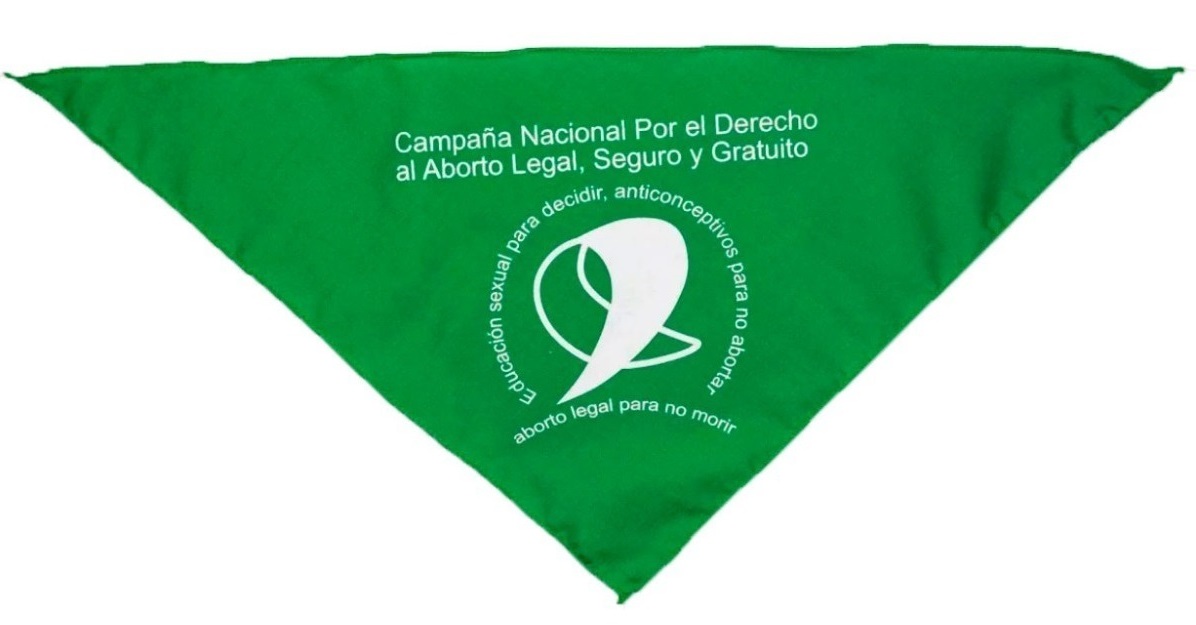 Campaña Nacional Por el Derecho
al Aborto Legal, Seguro y Gratuito
Educación sexual para decidir, anticonceptivos para no abortar
aborto legal para no morir